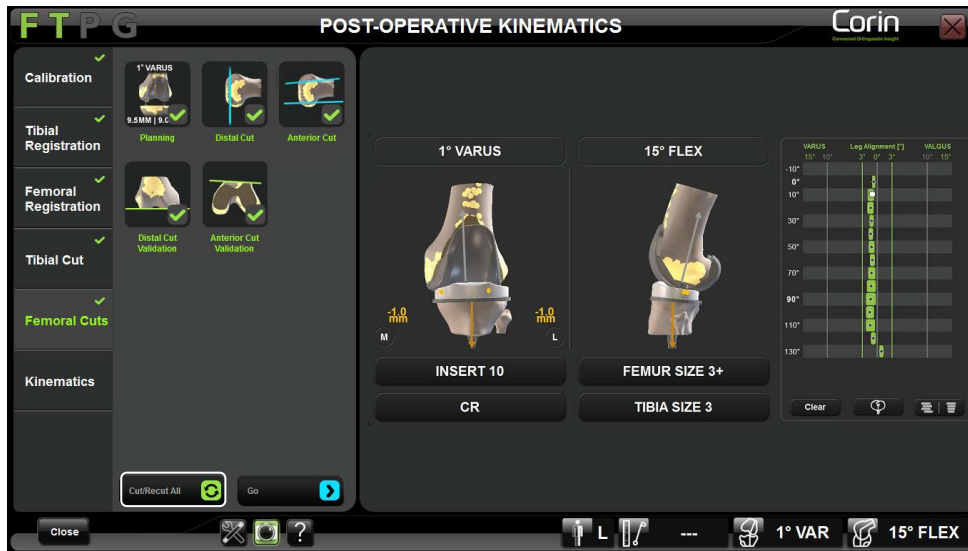 FTPG
POST-OPERATIVE KINEMATICS
Corin
Connected Orthopaedic Insight
Calibration
Tibial
Registration
Femoral
Registration
Tibial Cut
Femoral Cuts
Kinematics
1° VARUS
9.5MM | 9.0
Planning
Distal Cut
Anterior Cut
Distal Cut
Validation
Anterior Cut
Validation
Cut/Recut All
Go
1° VARUS
15° FLEX
-1.0
mm
-1.0
mm
M
L
INSERT 10
FEMUR SIZE 3+
CR
TIBIA SIZE 3
VARUS Leg Alignment [°] VALGUS
15° 10° 3° 0° 3° 10° 15°
-10°
0°
10°
30°
50°
70°
90°
110°
130°
Clear
Close
?
L
---
1° VAR
15° FLEX